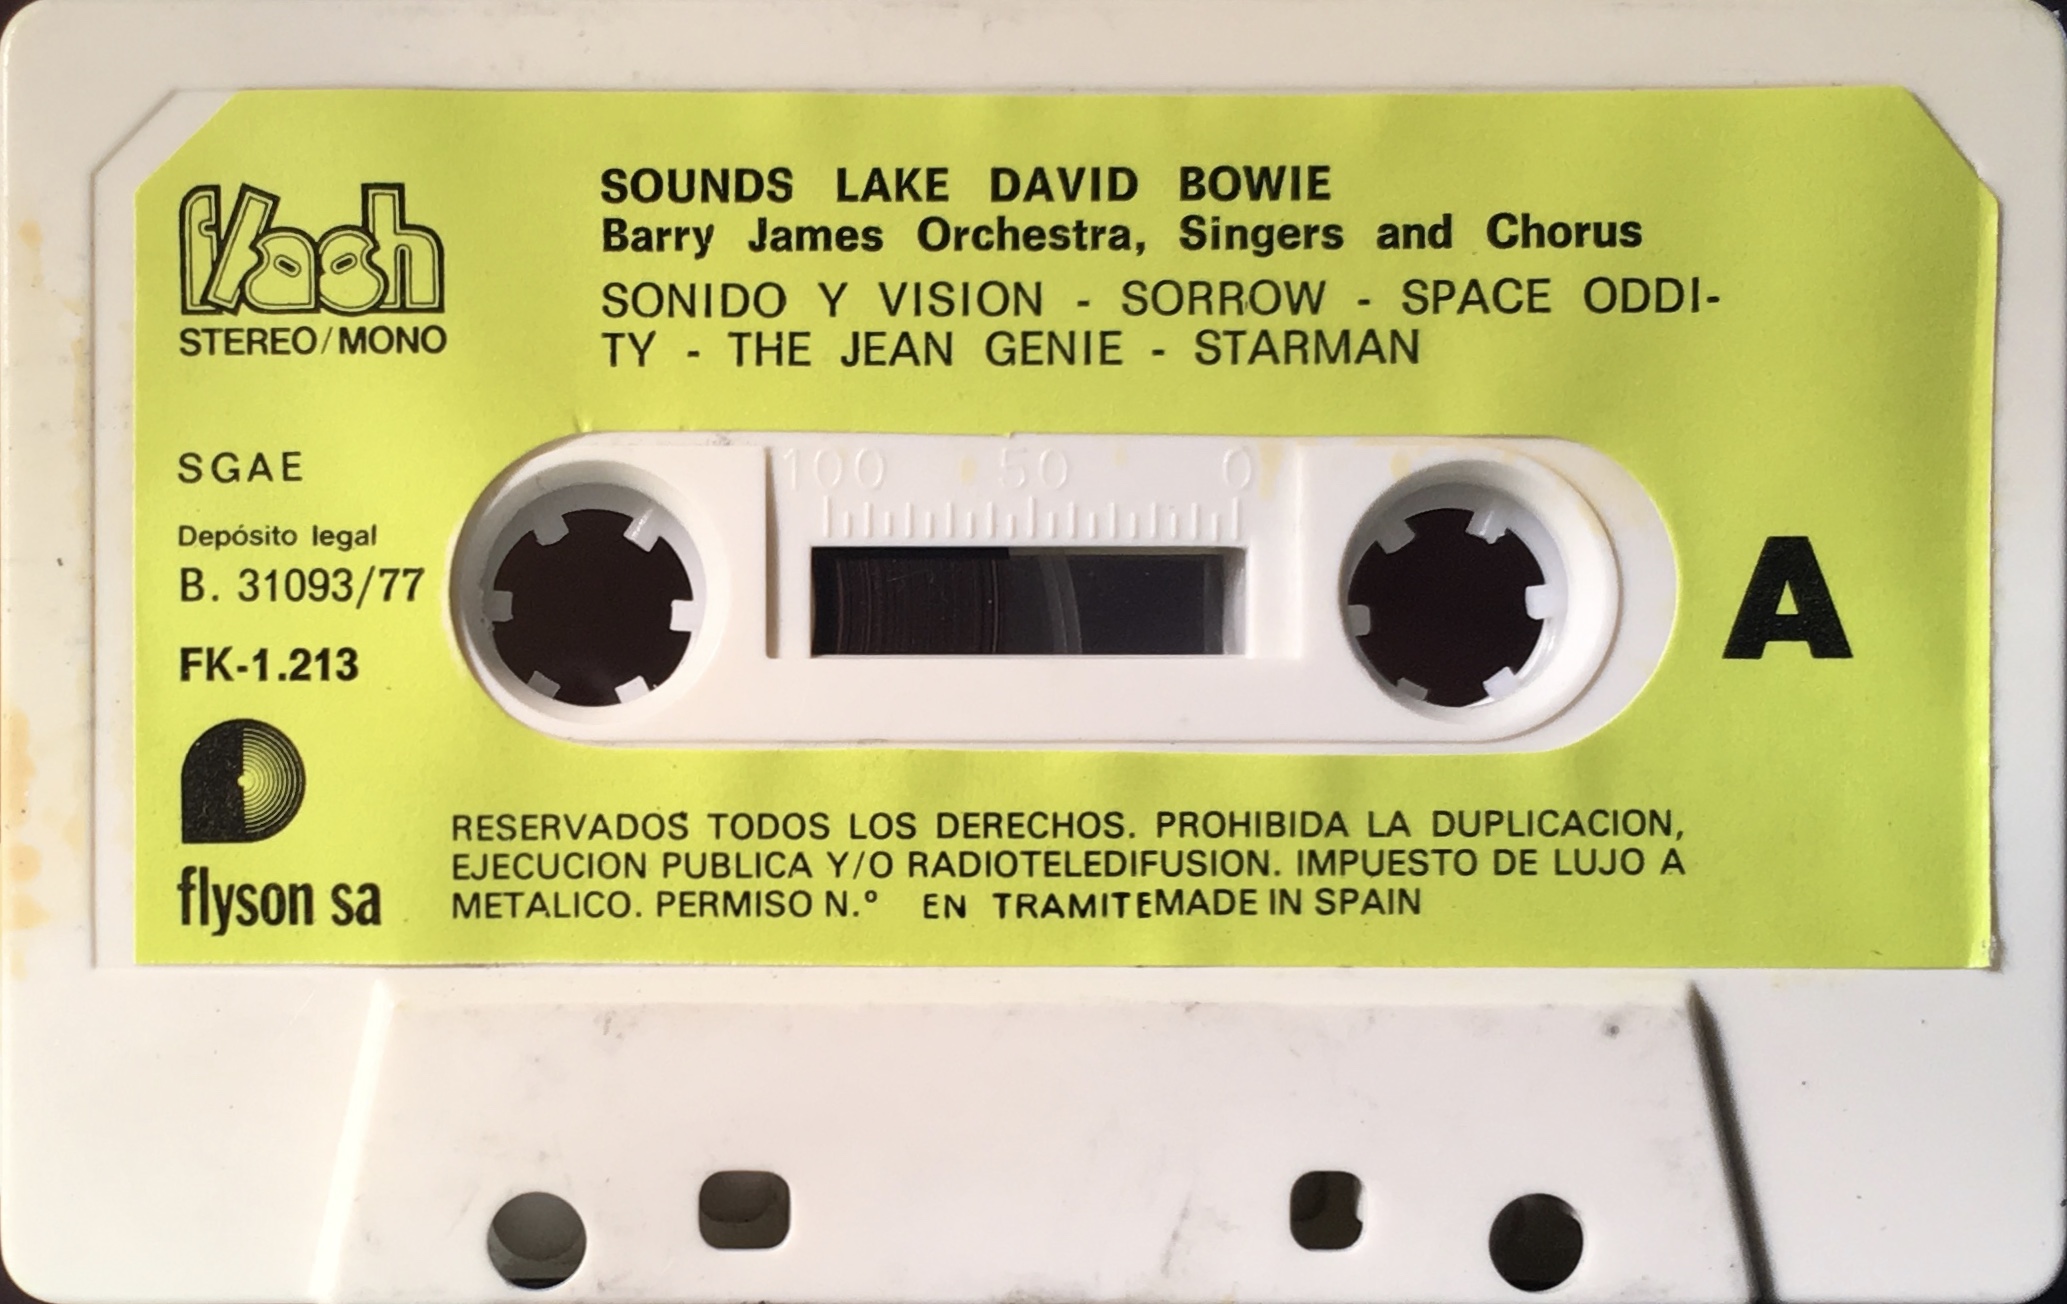 flash
STEREO/MONO
SOUNDS LAKE DAVID BOWIE
Barry James Orchestra, Singers and Chorus
SONIDO Y VISION - SORROW - SPACE ODDI-
TY - THE JEAN GENIE - STARMAN
SGAE
Depósito legal
B. 31093/77
FK-1.213
100 50 0
A
flyson sa
RESERVADOS TODOS LOS DERECHOS. PROHIBIDA LA DUPLICACION,
EJECUCION PUBLICA Y/O RADIOTELEDIFUSION. IMPUESTO DE LUJO A
METALICO. PERMISO N.º EN TRAMITEMADE IN SPAIN